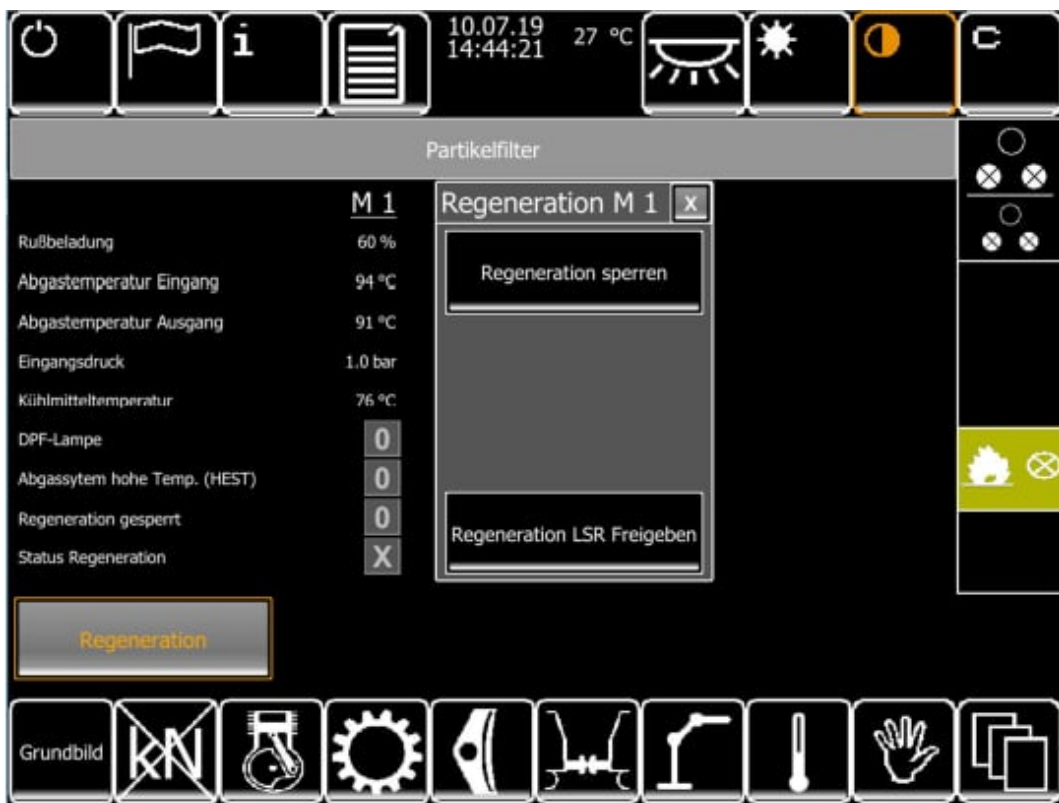 i
10.07.19
14:44:21
27 °C
C
Partikelfilter
M 1
Rußbeladung 60 %
Abgastemperatur Eingang 94 °C
Abgastemperatur Ausgang 91 °C
Eingangsdruck 1.0 bar
Kühlmitteltemperatur 76 °C
DPF-Lampe 0
Abgassytem hohe Temp. (HEST) 0
Regeneration gesperrt 0
Status Regeneration X
Regeneration M 1 x
Regeneration sperren
Regeneration LSR Freigeben
Regeneration
Grundbild
kN